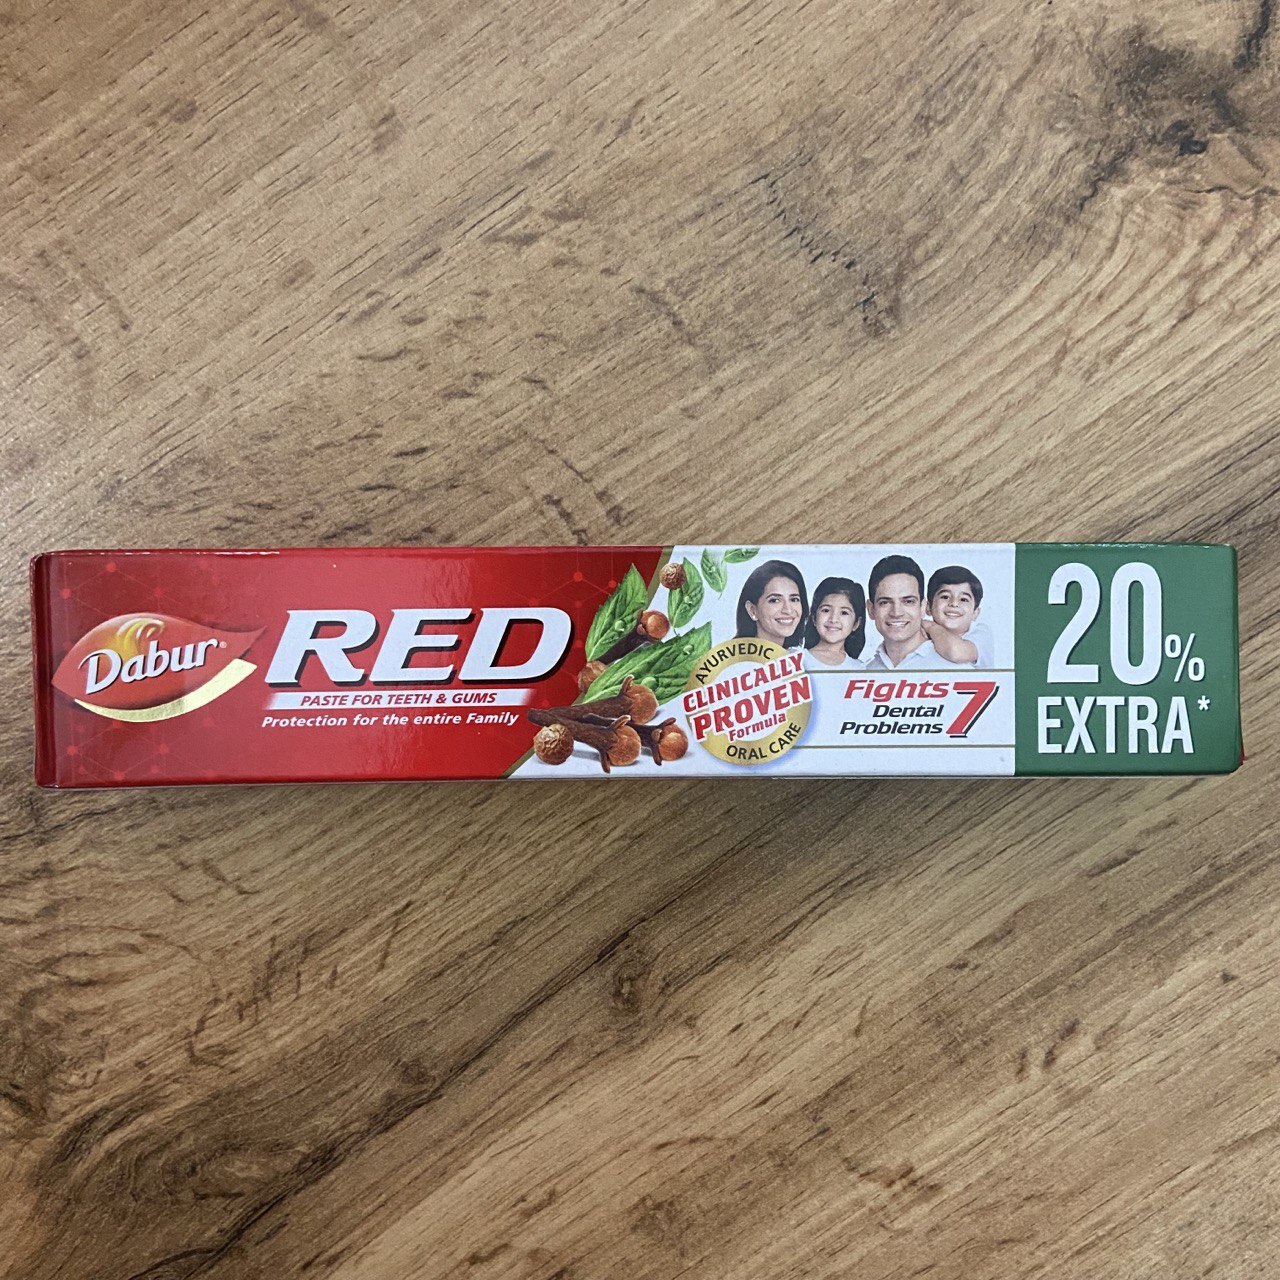 Dabur®
RED
PASTE FOR TEETH & GUMS
Protection for the entire Family
AYURVEDIC
CLINICALLY
PROVEN
Formula
ORAL CARE
Fights
Dental
Problems
7
20%
EXTRA*